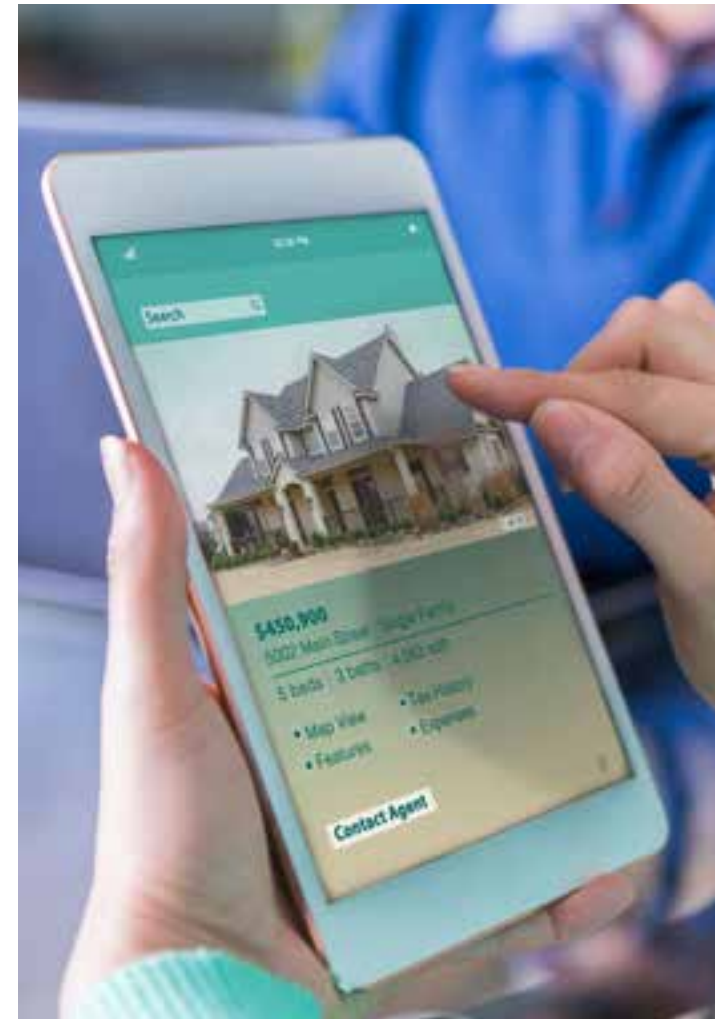 Search
$450,900
5002 Main Street | Single Family
5 beds | 3 baths | sqft
• Map View • Tax History
• Features • Expenses
Contact Agent